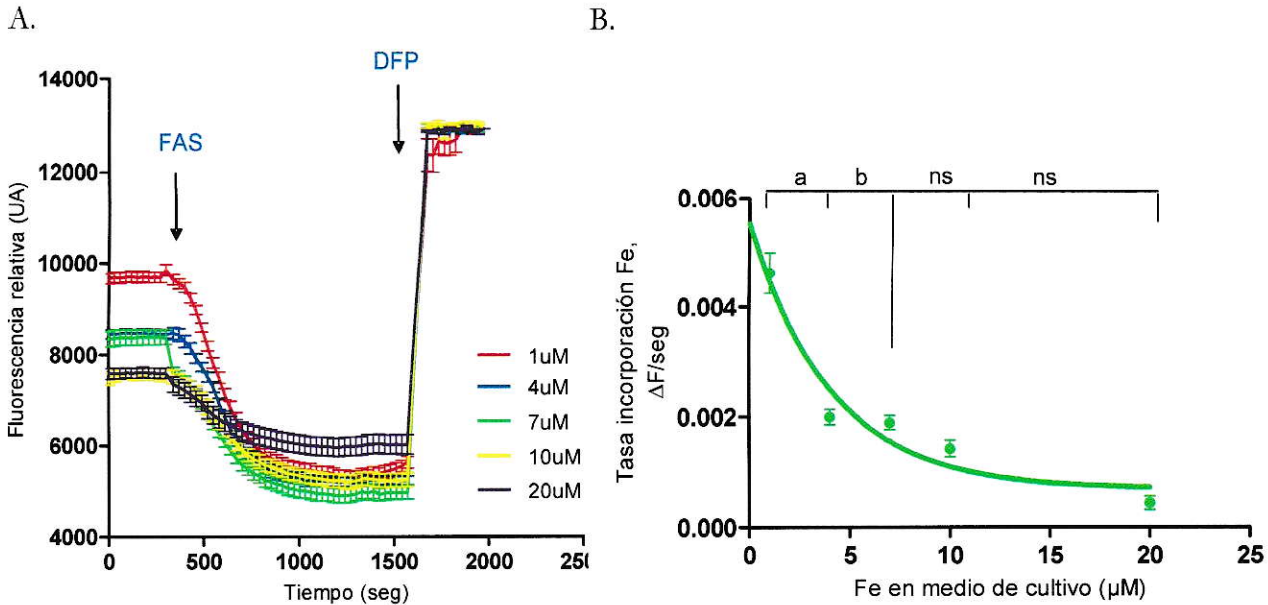 A.
Fluorescencia relativa (UA)
14000
12000
10000
8000
6000
4000
FAS
DFP
1uM
4uM
7uM
10uM
20uM
0
500
1000
1500
2000
250
Tiempo (seg)
B.
Tasa incorporación Fe,
ΔF/seg
0.006
0.004
0.002
0.000
a
b
ns
ns
0
5
10
15
20
25
Fe en medio de cultivo (µM)